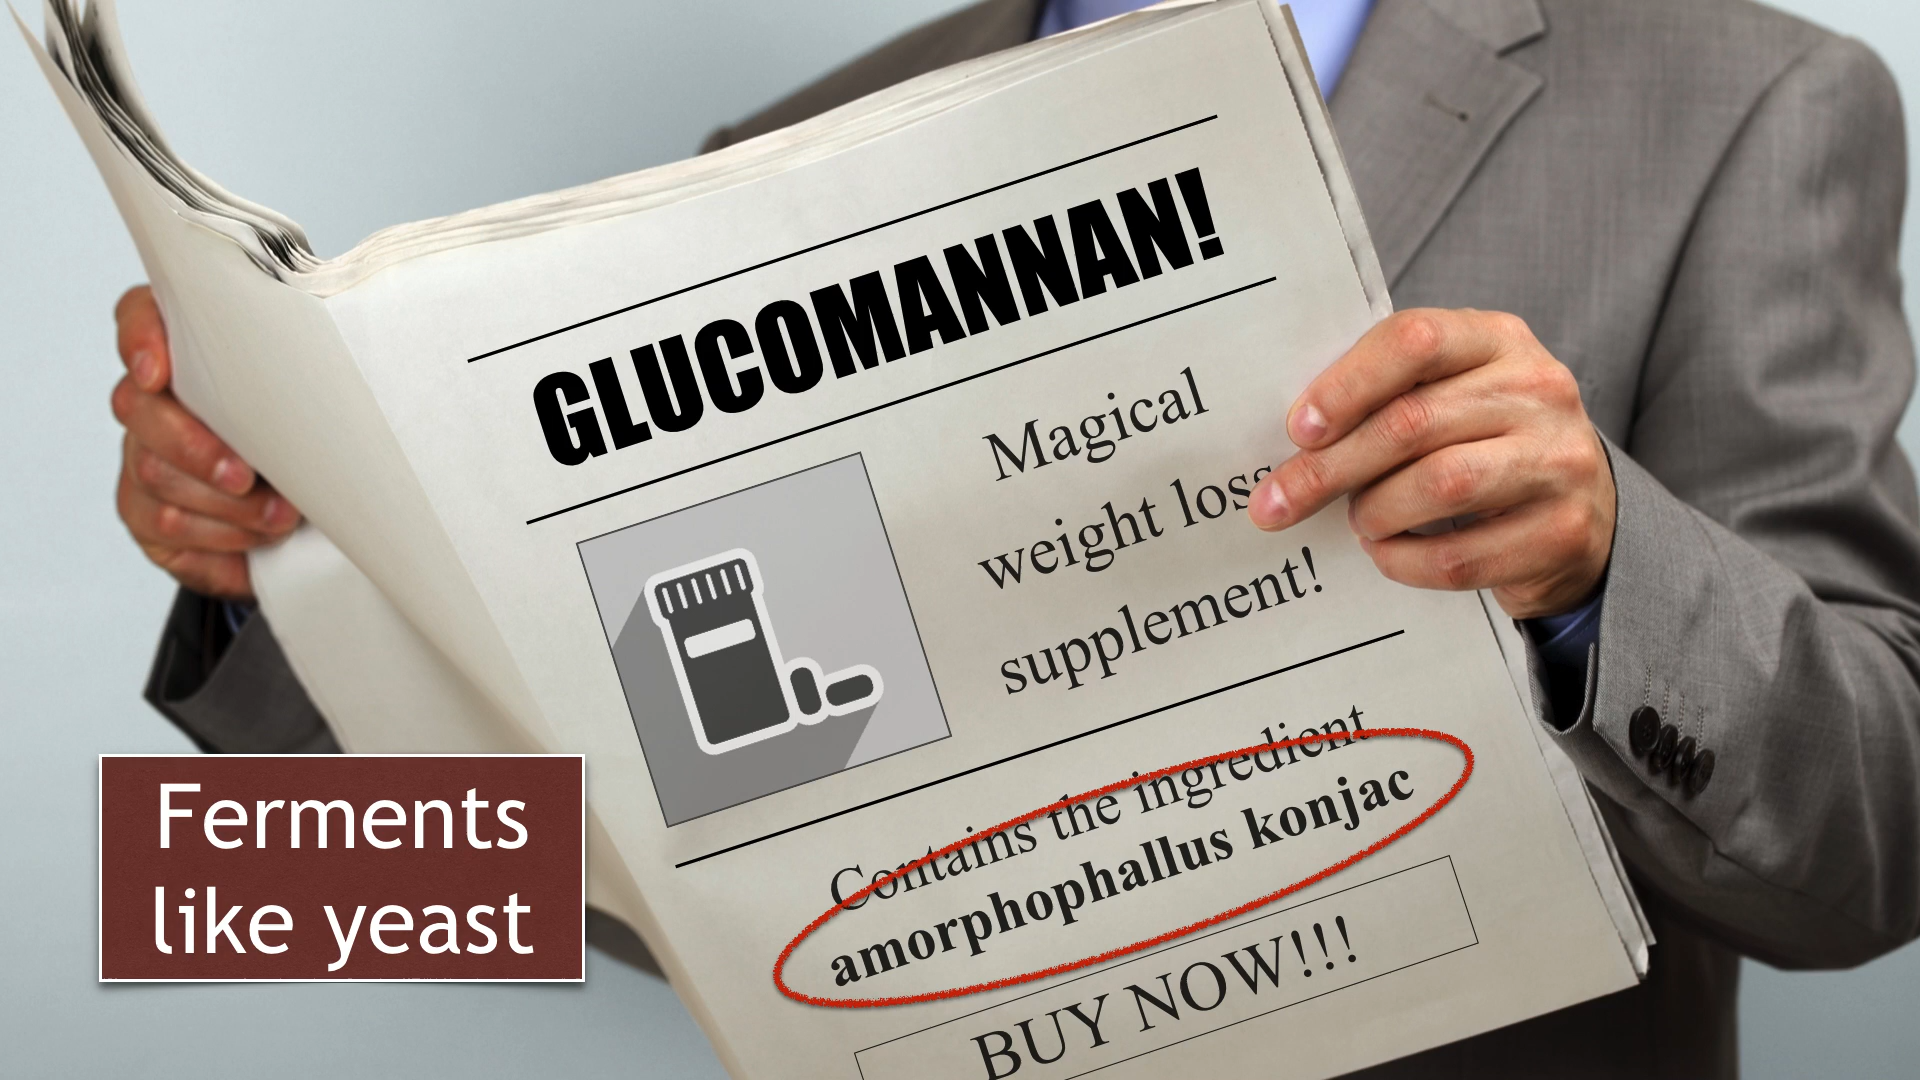 GLUCOMANNAN!
Magical
weight loss
supplement!
Contains the ingredient
amorphophallus konjac
BUY NOW!!!
Ferments
like yeast